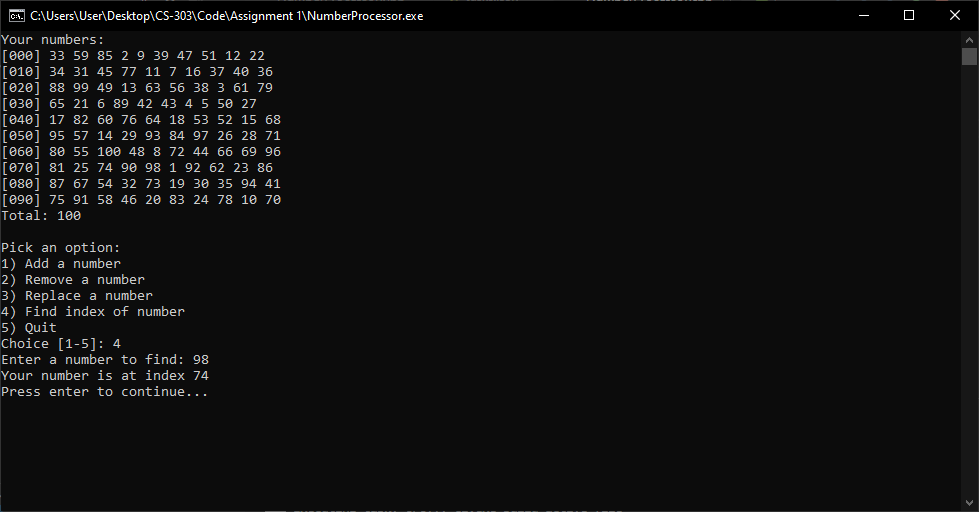 C:\Users\User\Desktop\CS-303\Code\Assignment 1\NumberProcessor.exe
Your numbers:
[000] 33 59 85 2 9 39 47 51 12 22
[010] 34 31 45 77 11 7 16 37 40 36
[020] 88 99 49 13 63 56 38 3 61 79
[030] 65 21 6 89 42 43 4 5 50 27
[040] 17 82 60 76 64 18 53 52 15 68
[050] 95 57 14 29 93 84 97 26 28 71
[060] 80 55 100 48 8 72 44 66 69 96
[070] 81 25 74 90 98 1 92 62 23 86
[080] 87 67 54 32 73 19 30 35 94 41
[090] 75 91 58 46 20 83 24 78 10 70
Total: 100
Pick an option:
1) Add a number
2) Remove a number
3) Replace a number
4) Find index of number
5) Quit
Choice [1-5]: 4
Enter a number to find: 98
Your number is at index 74
Press enter to continue...